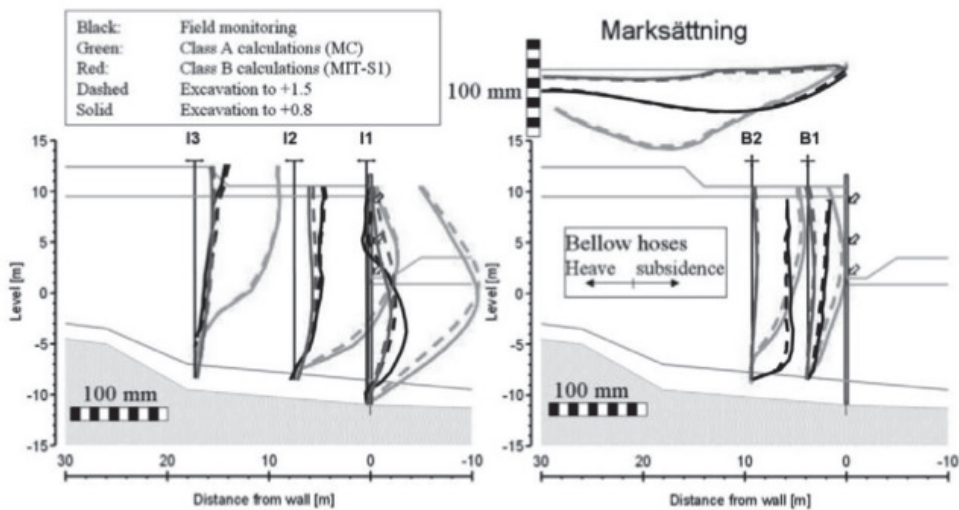 Black: Field monitoring
Green: Class A calculations (MC)
Red: Class B calculations (MIT-S1)
Dashed Excavation to +1.5
Solid Excavation to +0.8
Marksättning
100 mm
I3 I2 I1
15
10
5
0
-5
-10
-15
Level [m]
100 mm
30 20 10 0 -10
Distance from wall [m]
B2 B1
15
10
5
0
-5
-10
-15
Level [m]
Bellow hoses
Heave subsidence
100 mm
30 20 10 0 -10
Distance from wall [m]